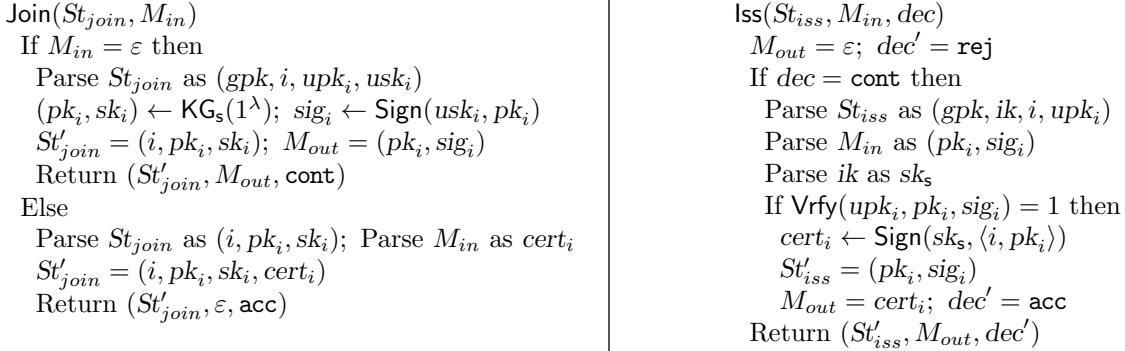 Join(St_join, M_in)
If M_in = ε then
Parse St_join as (gpk, i, upk_i, usk_i)
(pk_i, sk_i) ← KG_s(1^λ); sig_i ← Sign(usk_i, pk_i)
St'_join = (i, pk_i, sk_i); M_out = (pk_i, sig_i)
Return (St'_join, M_out, cont)
Else
Parse St_join as (i, pk_i, sk_i); Parse M_in as cert_i
St'_join = (i, pk_i, sk_i, cert_i)
Return (St'_join, ε, acc)
Iss(St_iss, M_in, dec)
M_out = ε; dec' = rej
If dec = cont then
Parse St_iss as (gpk, ik, i, upk_i)
Parse M_in as (pk_i, sig_i)
Parse ik as sk_s
If Vrfy(upk_i, pk_i, sig_i) = 1 then
cert_i ← Sign(sk_s, ⟨i, pk_i⟩)
St'_iss = (pk_i, sig_i)
M_out = cert_i; dec' = acc
Return (St'_iss, M_out, dec')